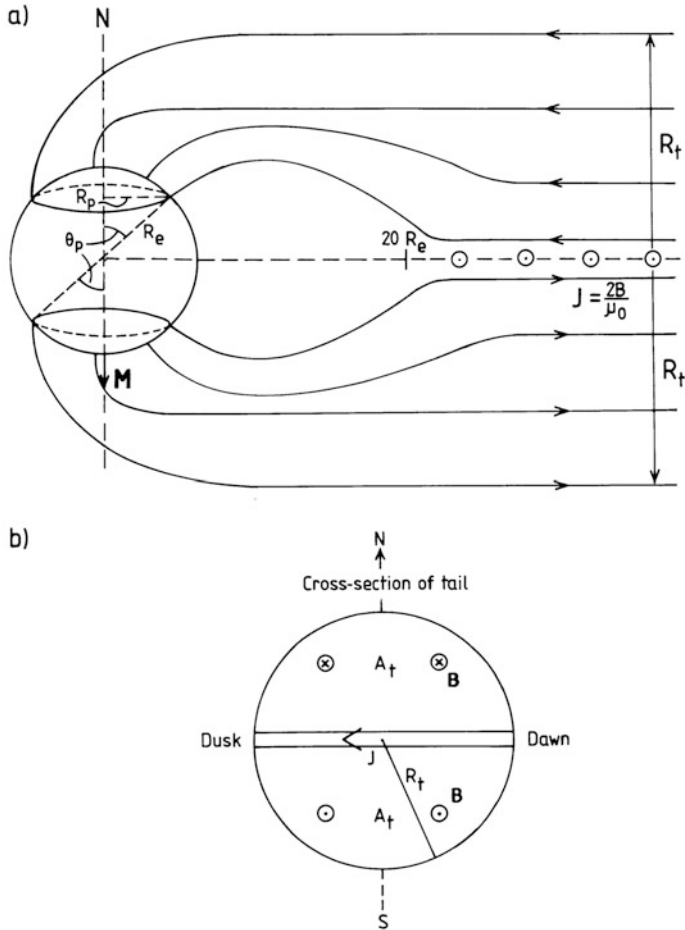 a)
N
R_t
R_p
θ_p
R_e
20 R_e
J = 2B/μ_0
M
R_t
b)
N
Cross-section of tail
A_t
B
Dusk
Dawn
J
R_t
B
A_t
S